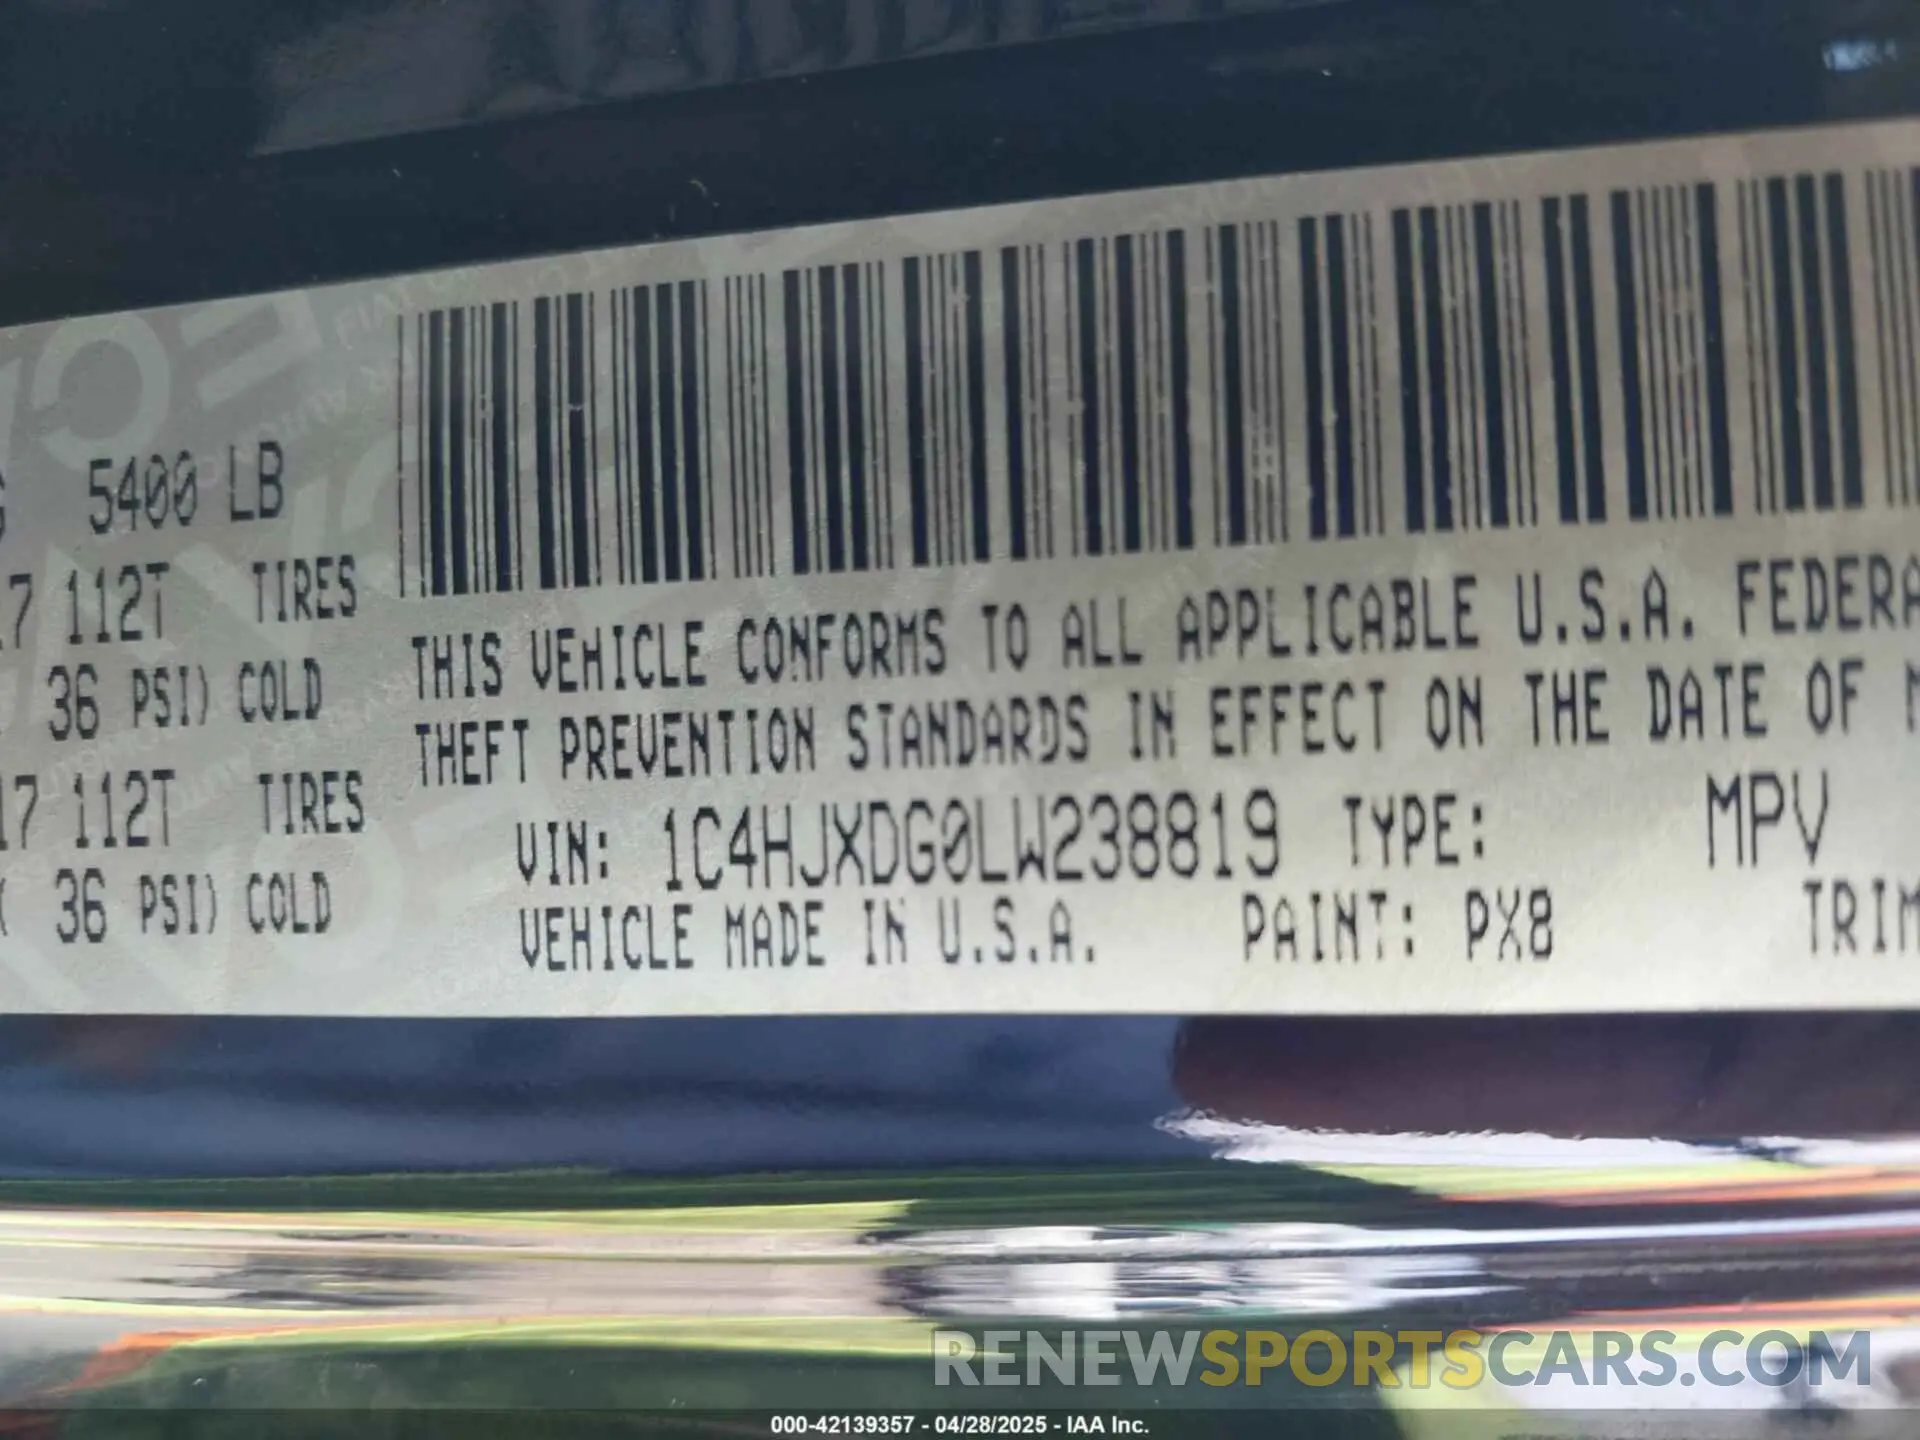 5400 LB
17 112T TIRES
36 PSI) COLD
17 112T TIRES
36 PSI) COLD
THIS VEHICLE CONFORMS TO ALL APPLICABLE U.S.A. FEDERA
THEFT PREVENTION STANDARDS IN EFFECT ON THE DATE OF M
VIN: 1C4HJXDG0LW238819 TYPE: MPV
VEHICLE MADE IN U.S.A. PAINT: PX8 TRIM
RENEWSPORTSCARS.COM
000-42139357 - 04/28/2025 - IAA Inc.